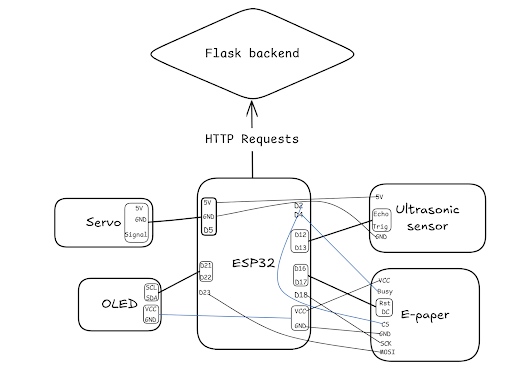 Flask backend
HTTP Requests
Servo
5V
GND
Signal
5V
GND
D5
D2
D4
D12
D13
ESP32
D21
D22
D23
D16
D17
D18
VCC
GND
OLED
SCL
SDA
VCC
GND
5V
Echo
Trig
GND
Ultrasonic
sensor
VCC
Busy
Rst
DC
CS
GND
SCK
MOSI
E-paper